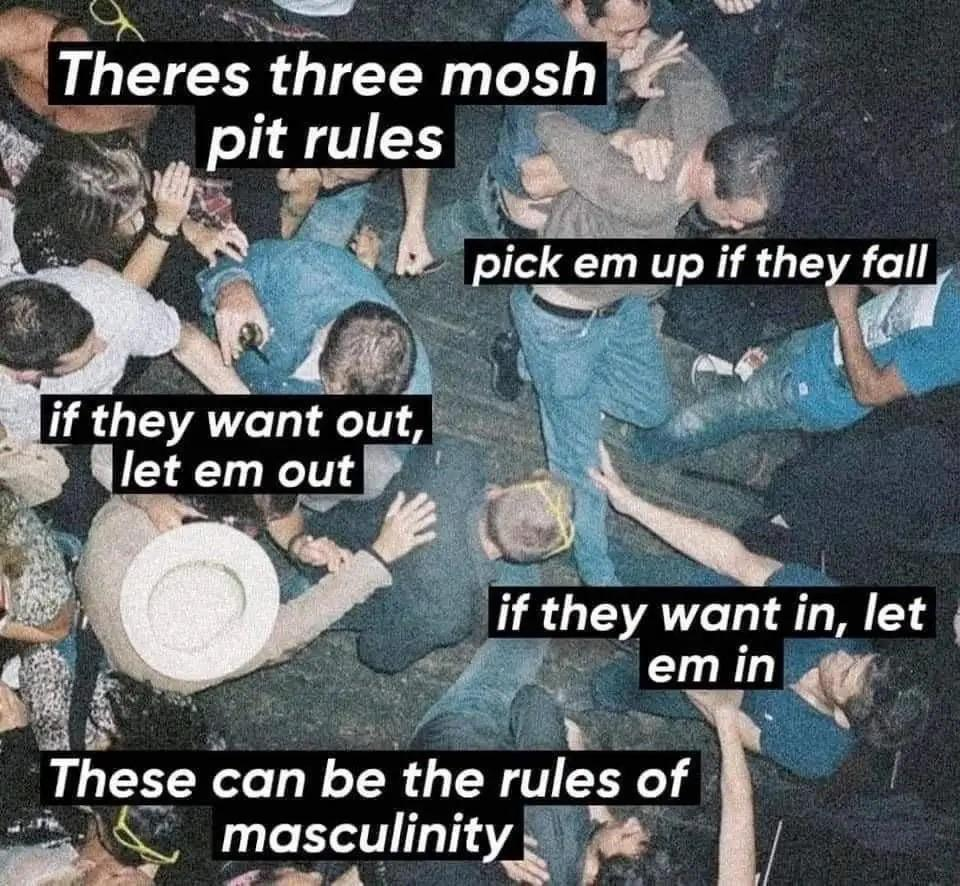 Theres three mosh
pit rules
pick em up if they fall
if they want out,
let em out
if they want in, let
em in
These can be the rules of
masculinity